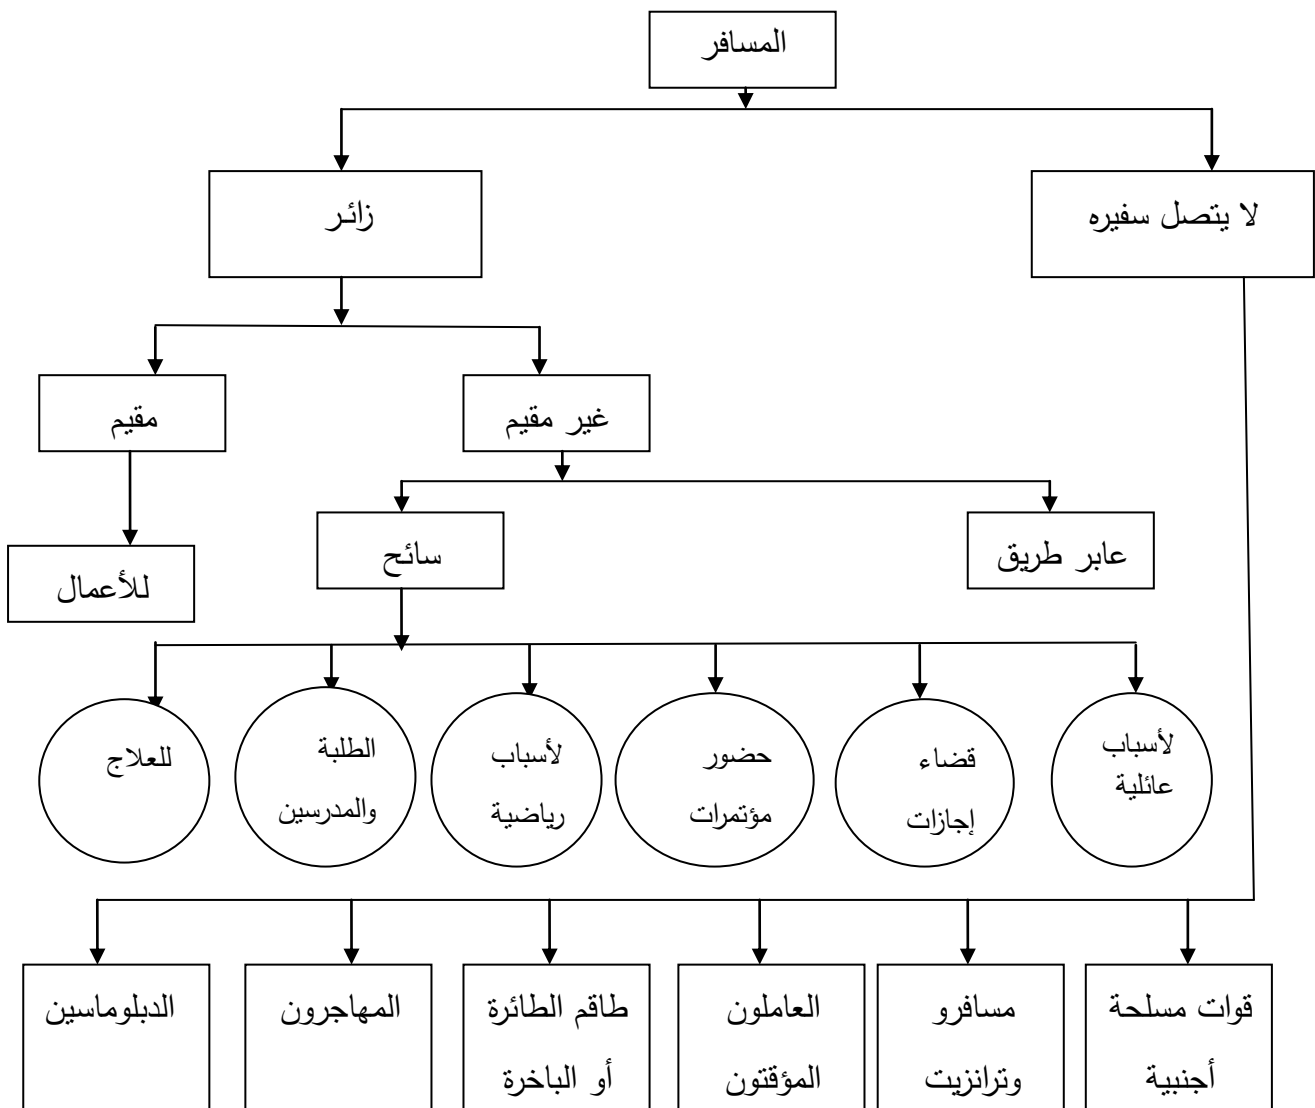 المسافر
لا يتصل سفيره
زائر
غير مقيم
مقيم
عابر طريق
سائح
للأعمال
لأسباب
عائلية
قضاء
إجازات
حضور
مؤتمرات
لأسباب
رياضية
الطلبة
والمدرسين
للعلاج
قوات مسلحة
أجنبية
مسافرو
وترانزيت
العاملون
المؤقتون
طاقم الطائرة
أو الباخرة
المهاجرون
الدبلوماسين